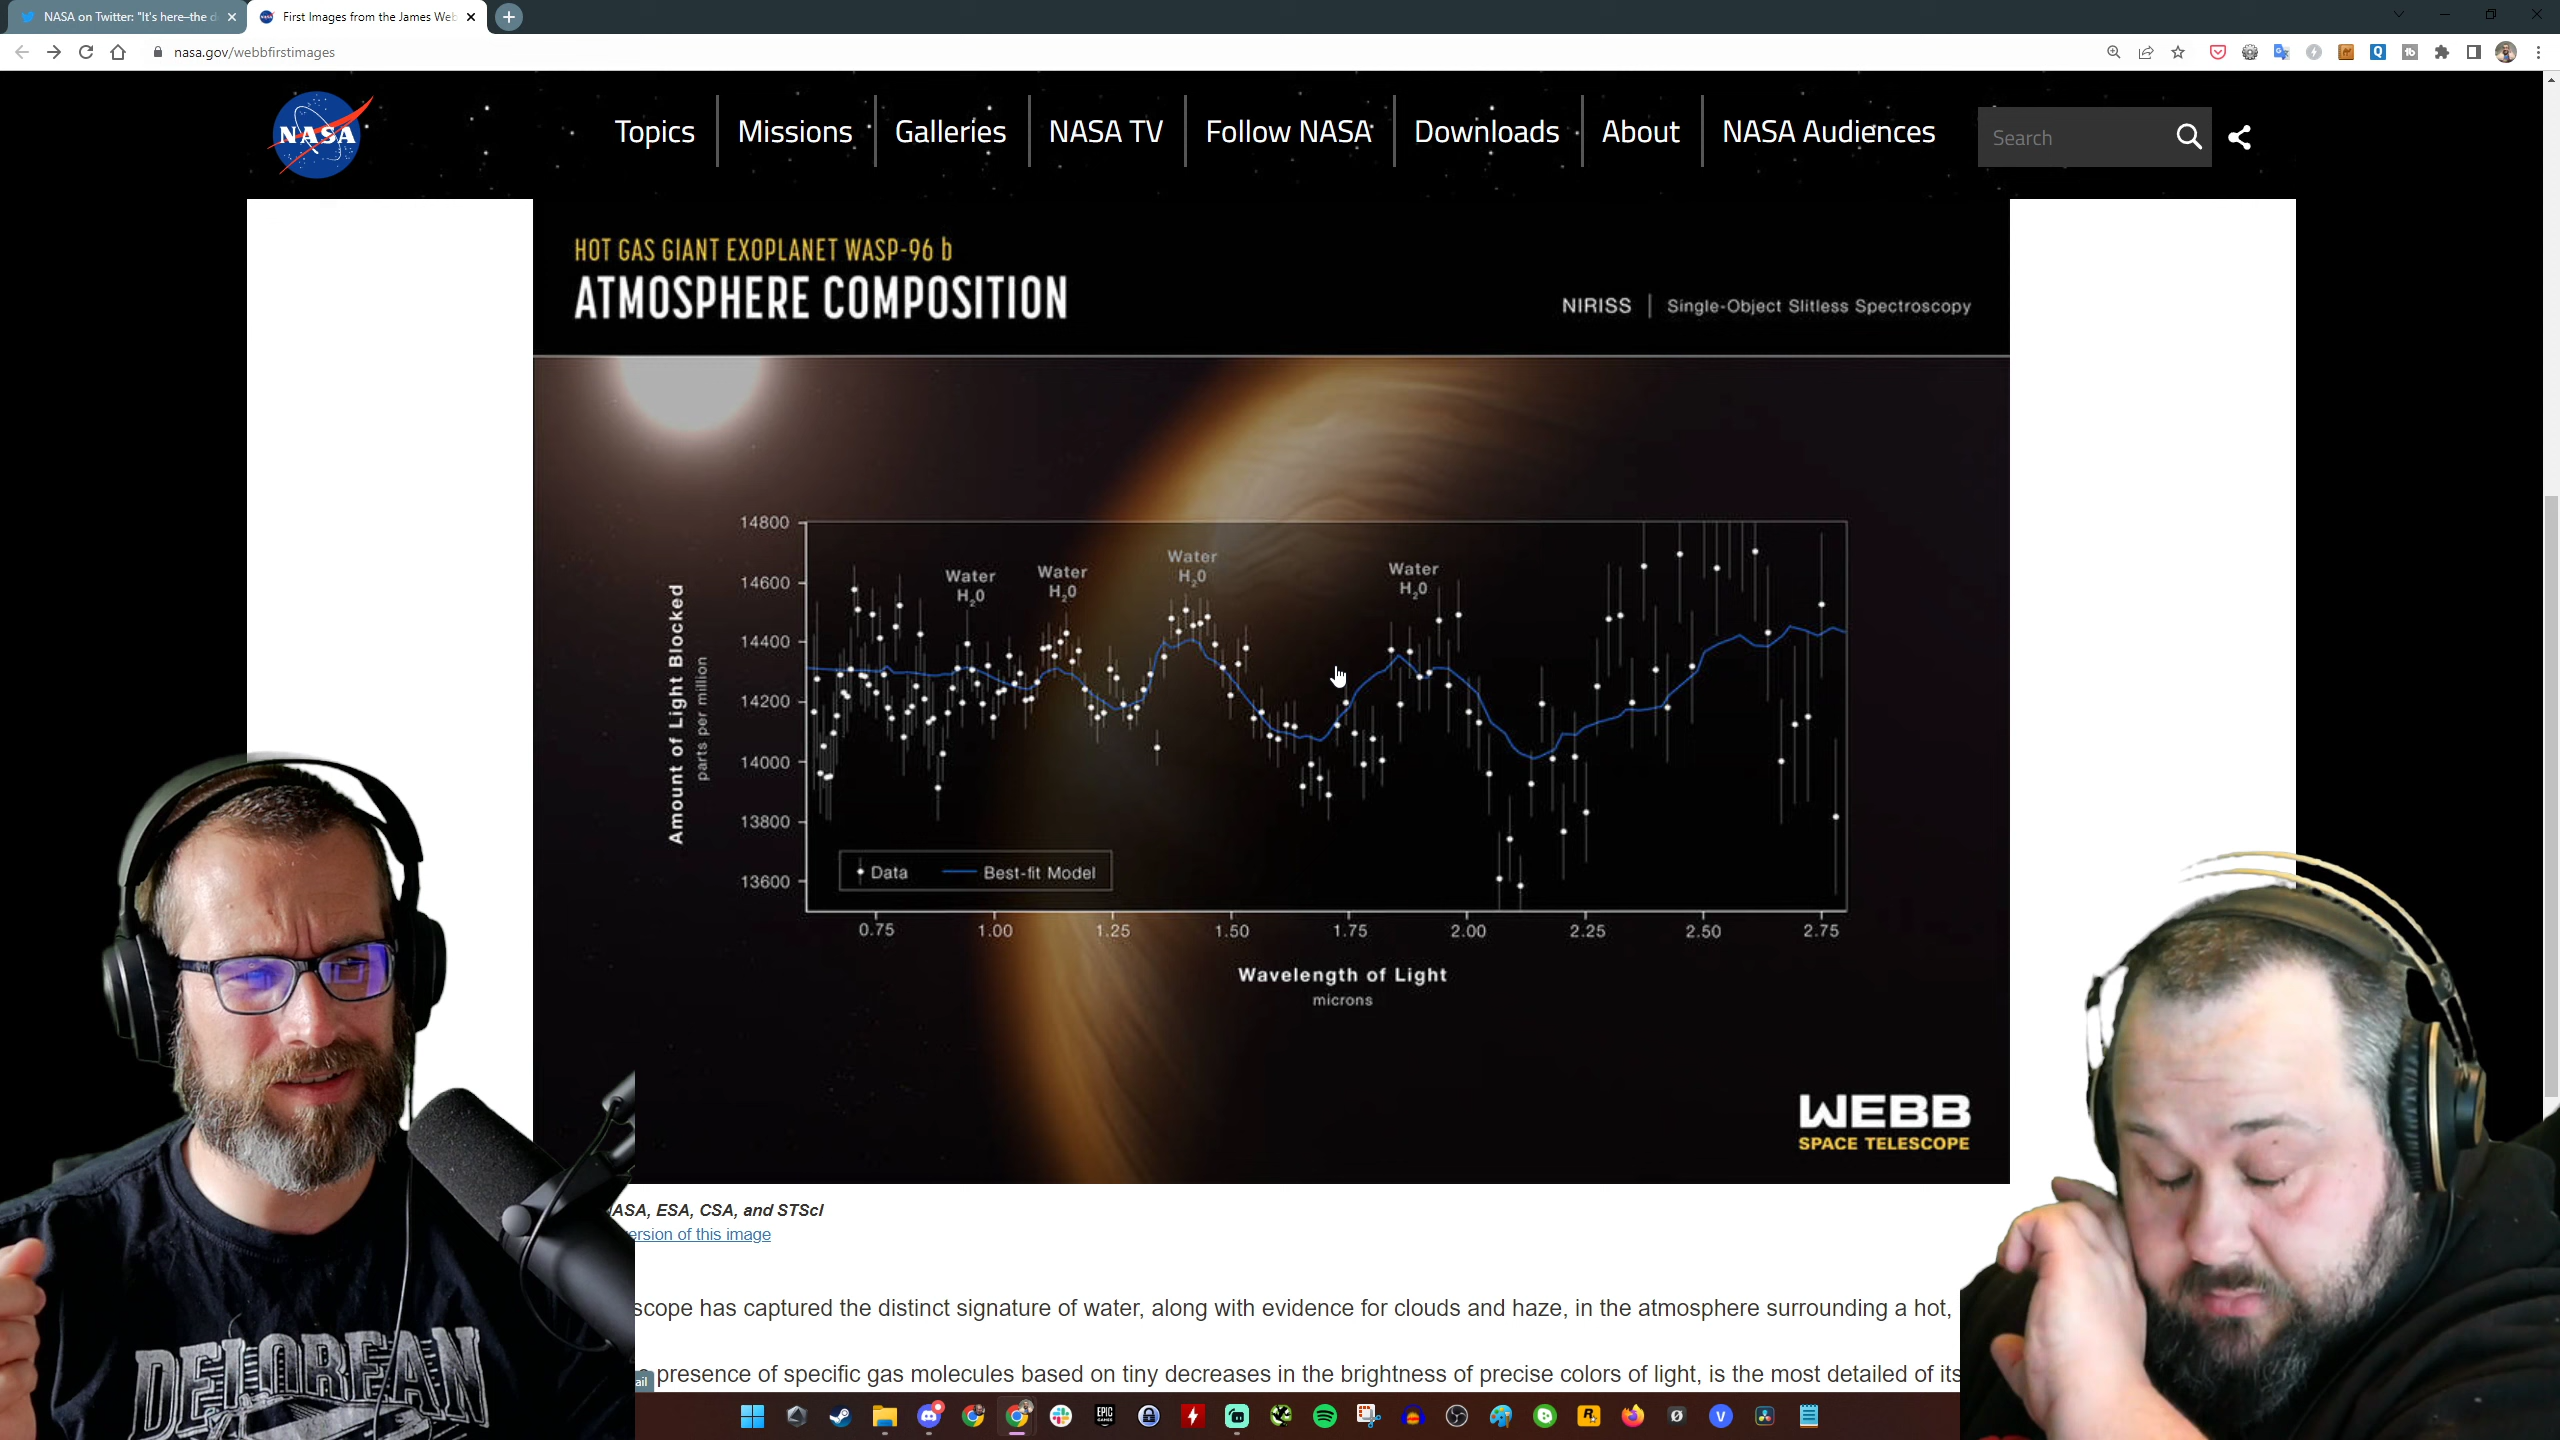 NASA on Twitter: "It's here–the d
First Images from the James Web
nasa.gov/webbfirstimages
NASA
Topics
Missions
Galleries
NASA TV
Follow NASA
Downloads
About
NASA Audiences
Search
HOT GAS GIANT EXOPLANET WASP-96 b
ATMOSPHERE COMPOSITION
NIRISS | Single-Object Slitless Spectroscopy
14800
14600
14400
14200
14000
13800
13600
Amount of Light Blocked
parts per million
Water
H₂O
Water
H₂O
Water
H₂O
Water
H₂O
Data
Best-fit Model
0.75 1.00 1.25 1.50 1.75 2.00 2.25 2.50 2.75
Wavelength of Light
microns
WEBB
SPACE TELESCOPE
NASA, ESA, CSA, and STScI
ersion of this image
scope has captured the distinct signature of water, along with evidence for clouds and haze, in the atmosphere surrounding a hot,
presence of specific gas molecules based on tiny decreases in the brightness of precise colors of light, is the most detailed of its
ail
DELOREAN
EPIC GAMES